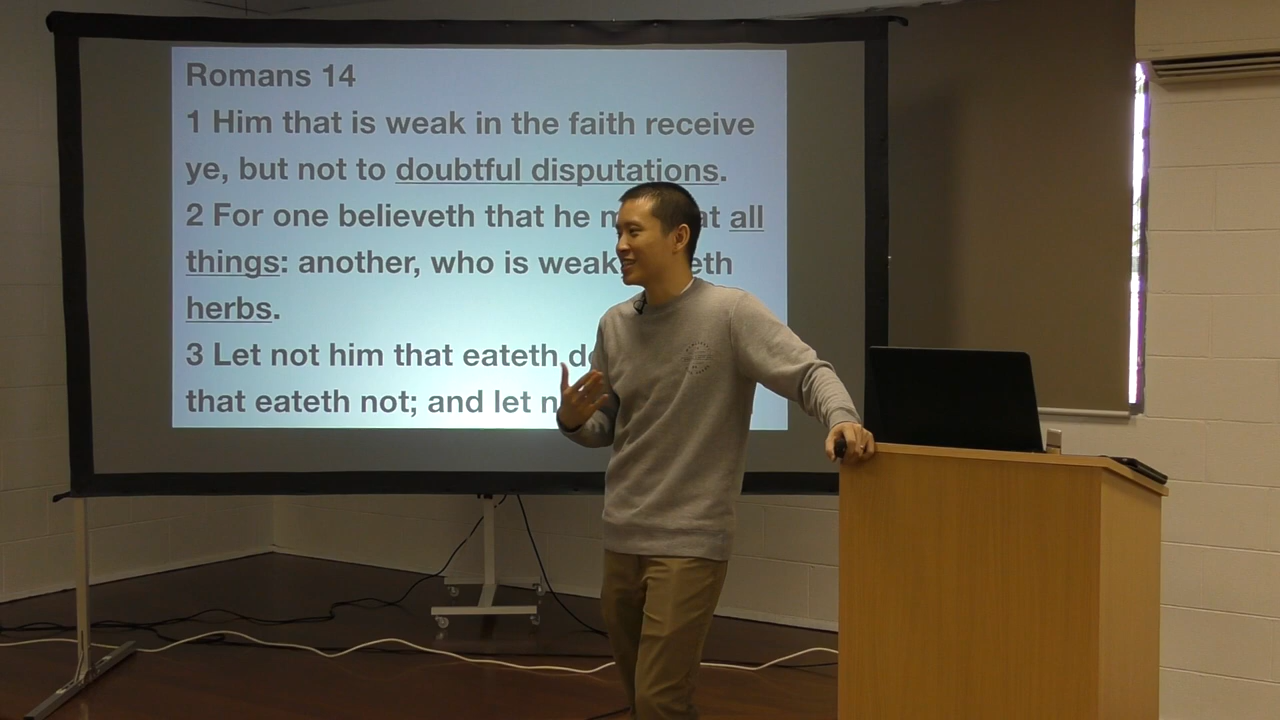 Romans 14
1 Him that is weak in the faith receive
ye, but not to doubtful disputations.
2 For one believeth that he all
things: another, who is weak
herbs.
3 Let not him that eateth
that eateth not; and let